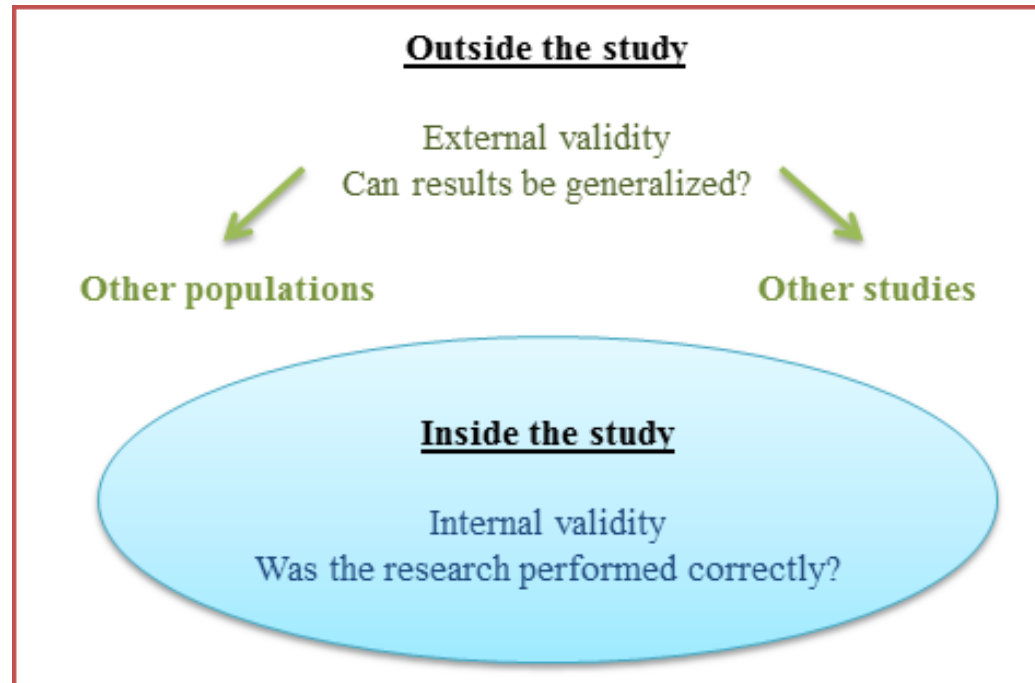 Outside the study
External validity
Can results be generalized?
Other populations
Other studies
Inside the study
Internal validity
Was the research performed correctly?